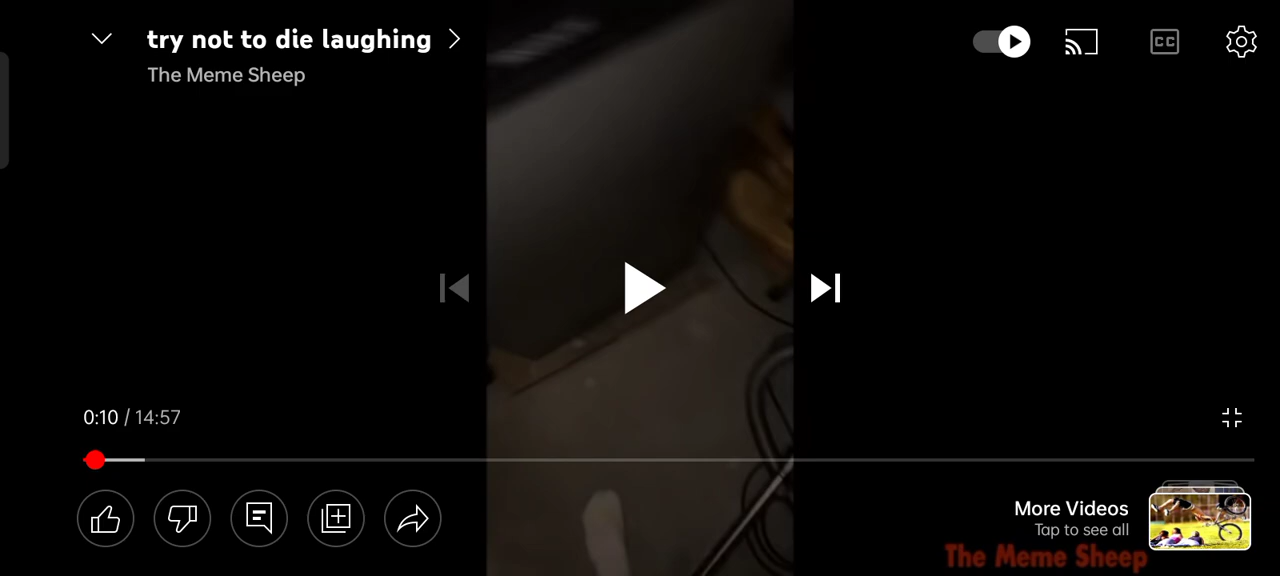 try not to die laughing
The Meme Sheep
CC
0:10 / 14:57
More Videos
Tap to see all
The Meme Sheep